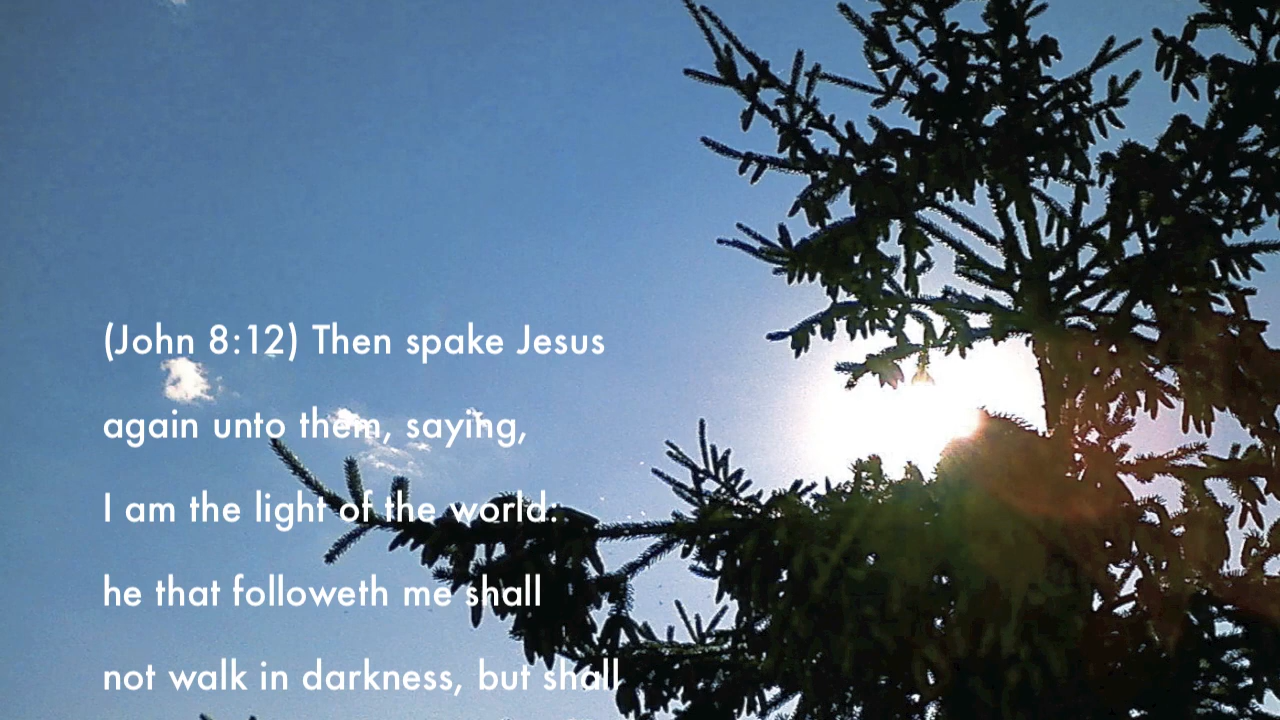 (John 8:12) Then spake Jesus
again unto them, saying,
I am the light of the world:
he that followeth me shall
not walk in darkness, but shall